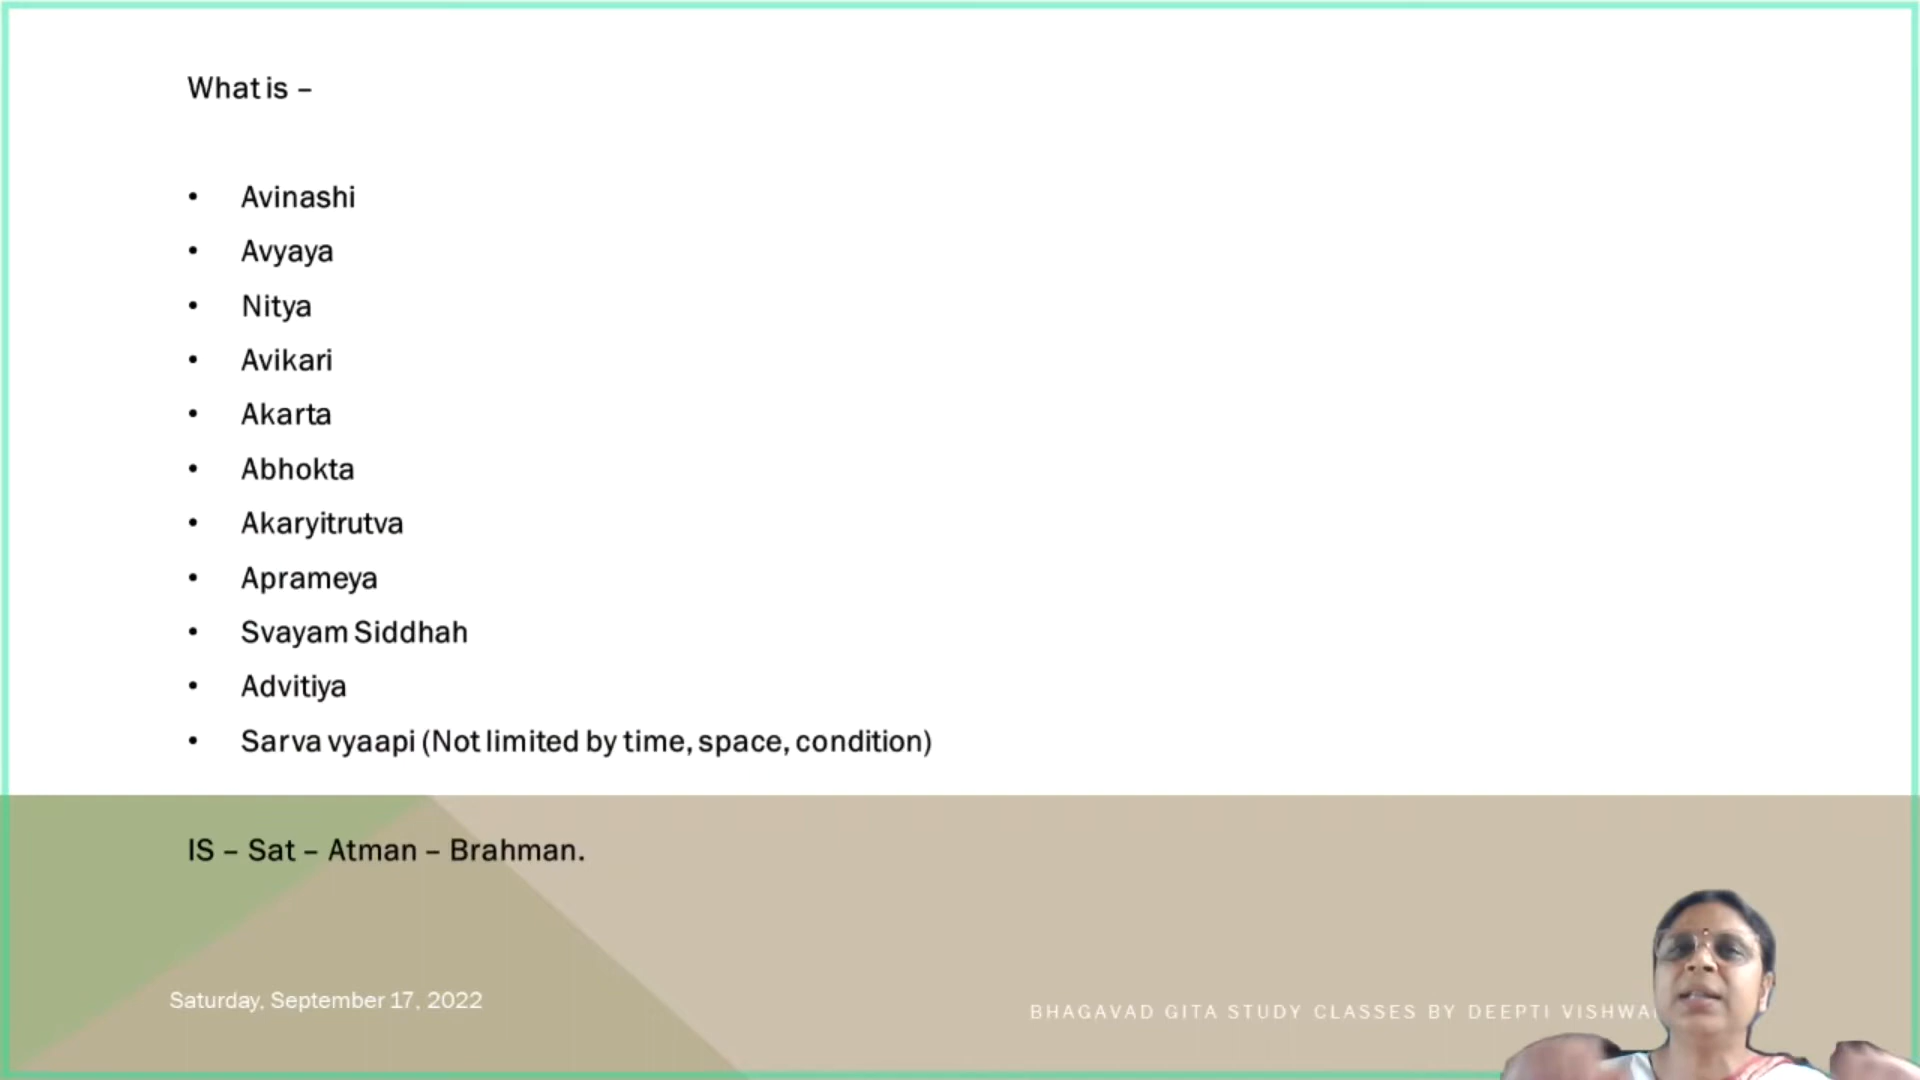 What is –
• Avinashi
• Avyaya
• Nitya
• Avikari
• Akarta
• Abhokta
• Akaryitrutva
• Aprameya
• Svayam Siddhah
• Advitiya
• Sarva vyaapi (Not limited by time, space, condition)
IS – Sat – Atman – Brahman.
Saturday, September 17, 2022
BHAGAVAD GITA STUDY CLASSES BY DEEPTI